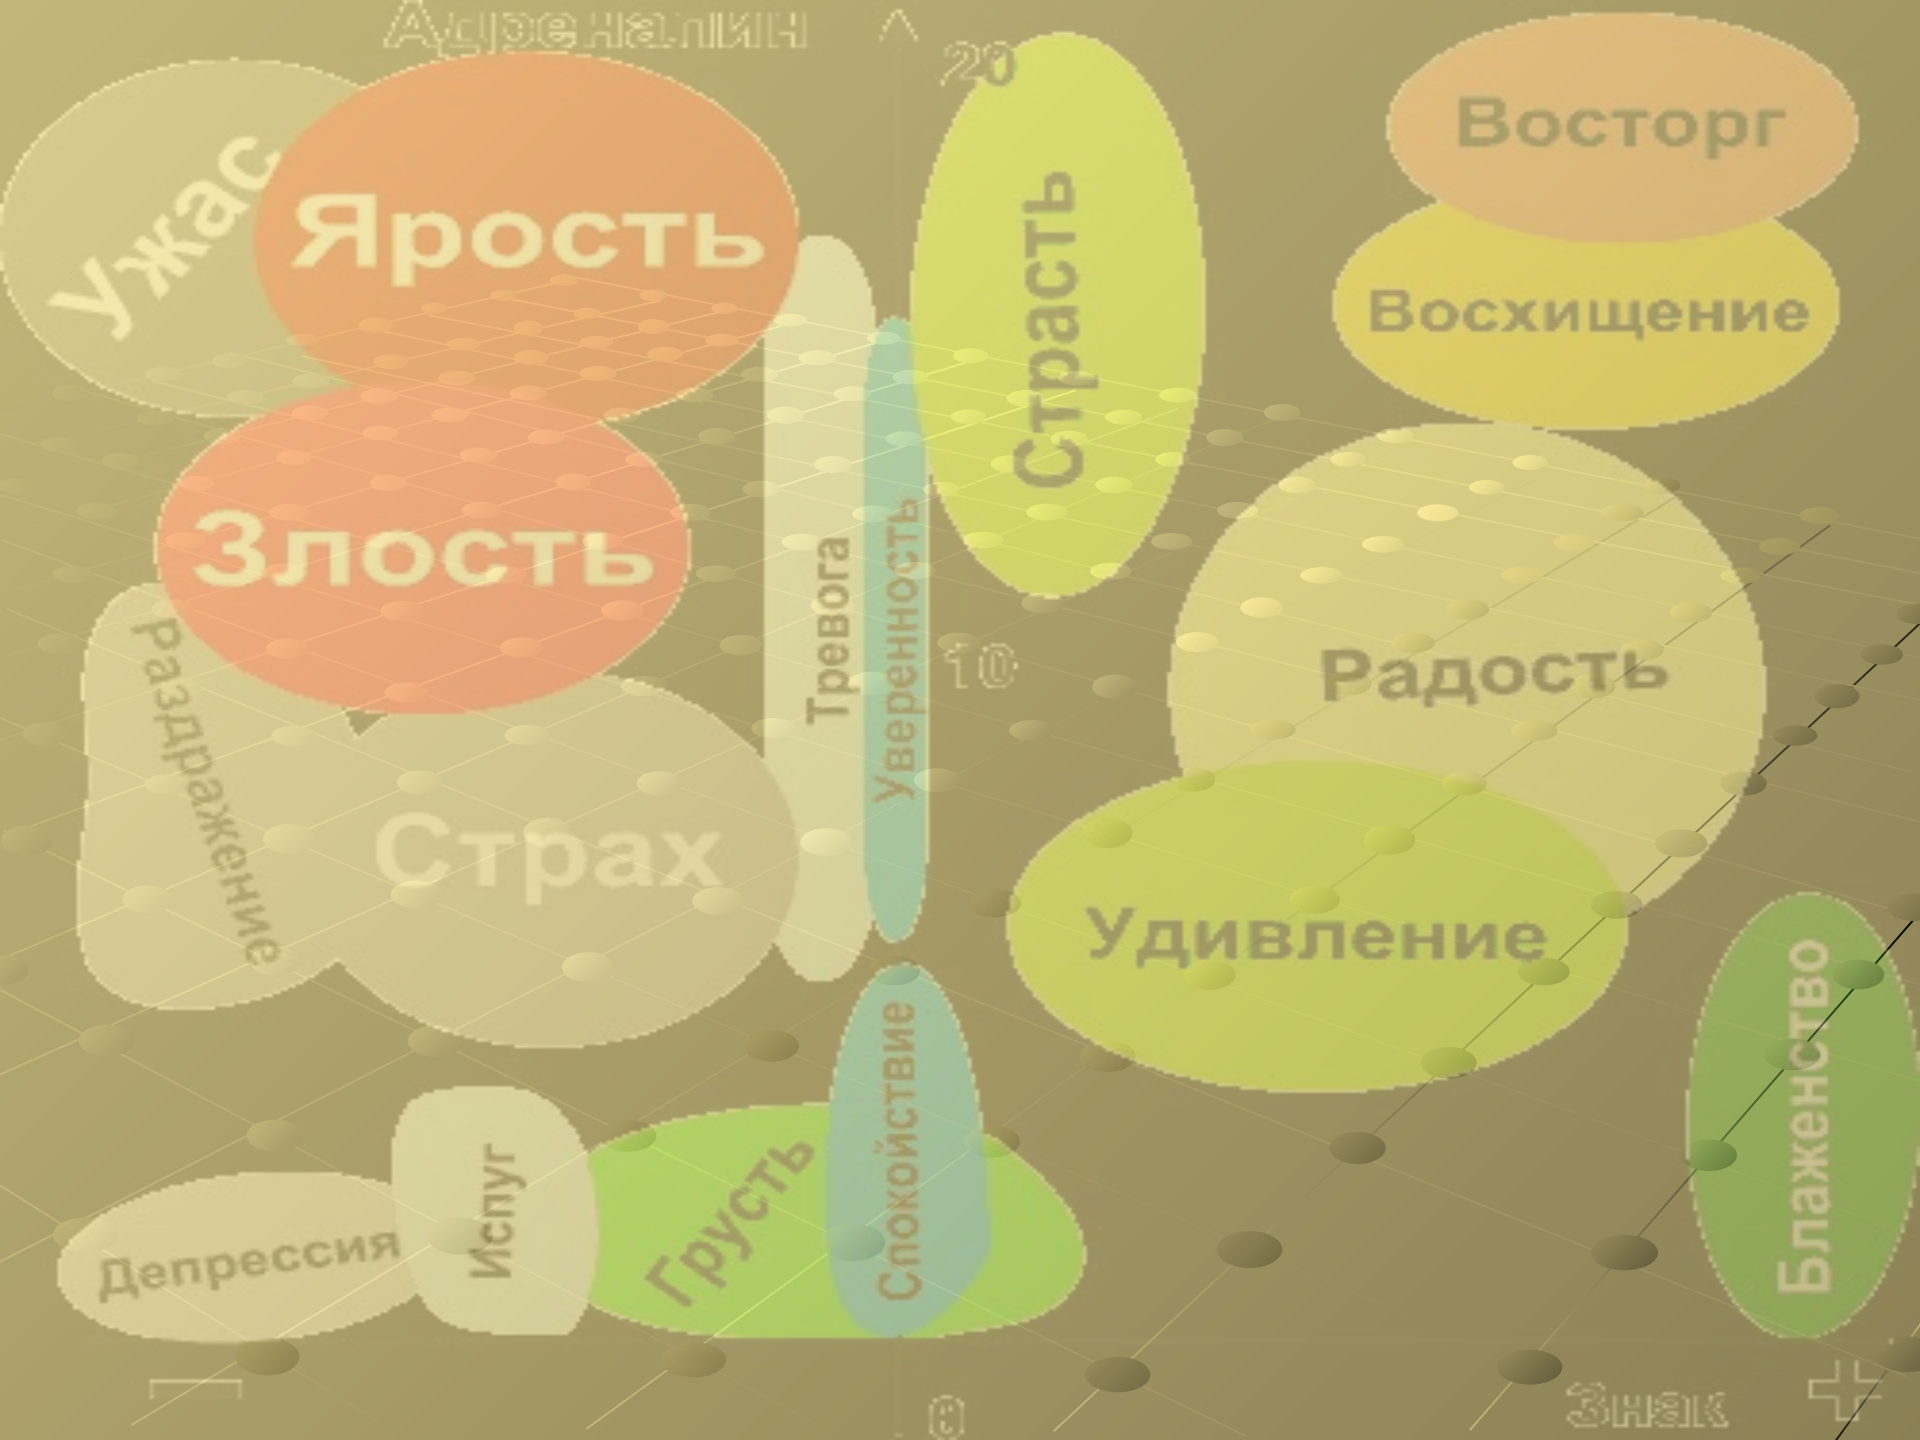 Адреналин
20
Восторг
Ужас
Ярость
Страсть
Восхищение
Злость
Тревога
Уверенность
10
Радость
Раздражение
Страх
Удивление
Блаженство
Спокойствие
Грусть
Испуг
Депрессия
0
Знак
+